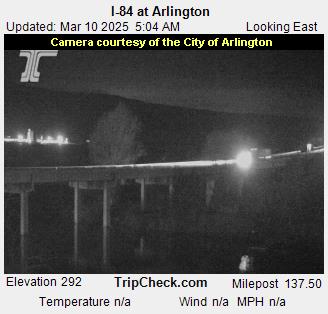 I-84 at Arlington
Updated: Mar 10 2025 5:04 AM Looking East
Camera courtesy of the City of Arlington
Elevation 292 TripCheck.com Milepost 137.50
Temperature n/a Wind n/a MPH n/a